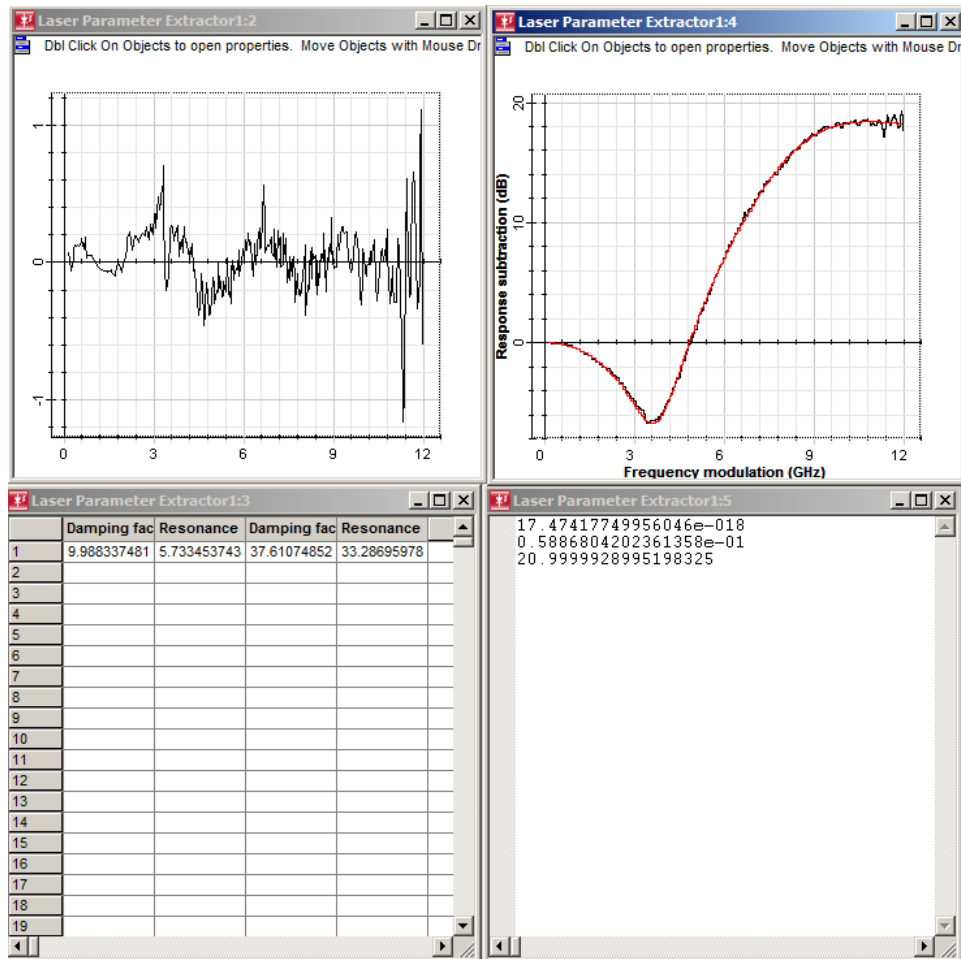 Laser Parameter Extractor1:2
Dbl Click On Objects to open properties. Move Objects with Mouse Dr
1
0
-1
0 3 6 9 12
Laser Parameter Extractor1:4
Dbl Click On Objects to open properties. Move Objects with Mouse Dr
Response subtraction (dB)
20
10
0
0 3 6 9 12
Frequency modulation (GHz)
Laser Parameter Extractor1:3
Damping fac Resonance Damping fac Resonance
1 9.988337481 5.733453743 37.61074852 33.28695978
2
3
4
5
6
7
8
9
10
11
12
13
14
15
16
17
18
19
Laser Parameter Extractor1:5
17.47417749956046e-018
0.5886804202361358e-01
20.9999928995198325